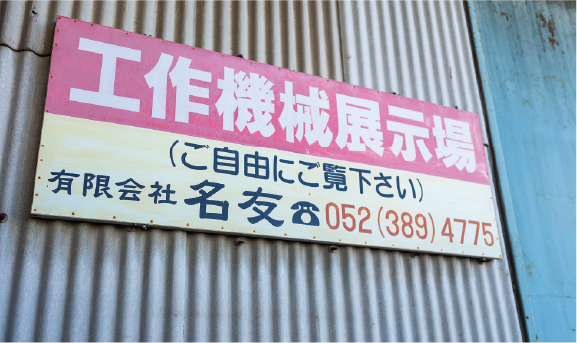 工作機械展示場
(ご自由にご覧下さい)
有限会社 名友☎052(389)4775